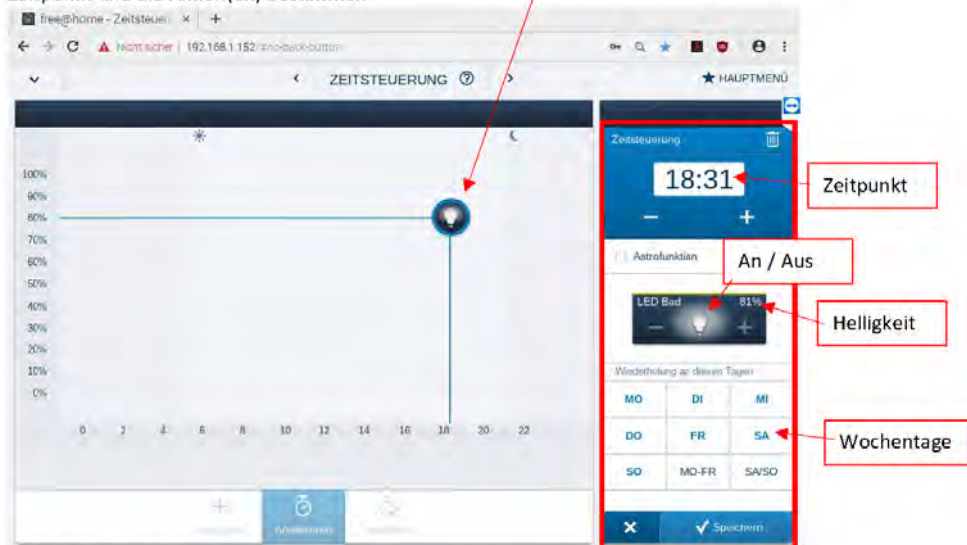 free@home - Zeitsteuer × +
Nicht sicher | 192.168.1.152/#no-back-button
ZEITSTEUERUNG ?
HAUPTMENÜ
Zeitsteuerung
18:31
Zeitpunkt
− +
Astrofunktion
An / Aus
LED Bad 81%
− +
Helligkeit
Wiederholung an diesen Tagen
MO DI MI
DO FR SA
Wochentage
SO MO-FR SA/SO
× Speichern
100%
90%
80%
70%
60%
50%
40%
30%
20%
10%
0%
0 2 4 6 8 10 12 14 16 18 20 22